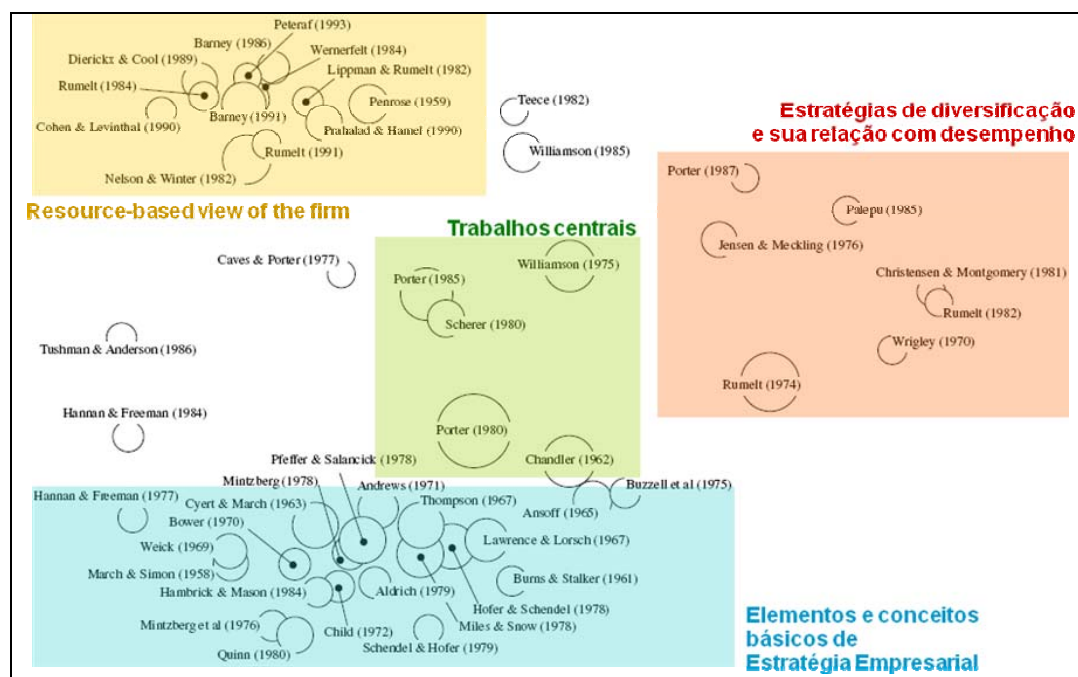 Peteraf (1993)
Barney (1986)
Wernerfelt (1984)
Dierickx & Cool (1989)
Lippman & Rumelt (1982)
Rumelt (1984)
Penrose (1959)
Teece (1982)
Cohen & Levinthal (1990)
Barney (1991)
Prahalad & Hamel (1990)
Rumelt (1991)
Williamson (1985)
Nelson & Winter (1982)
Resource-based view of the firm
Estratégias de diversificação
e sua relação com desempenho
Porter (1987)
Palepu (1985)
Jensen & Meckling (1976)
Christensen & Montgomery (1981)
Rumelt (1982)
Wrigley (1970)
Rumelt (1974)
Trabalhos centrais
Caves & Porter (1977)
Williamson (1975)
Porter (1985)
Scherer (1980)
Tushman & Anderson (1986)
Hannan & Freeman (1984)
Porter (1980)
Pfeffer & Salancick (1978)
Chandler (1962)
Mintzberg (1978)
Andrews (1971)
Buzzell et al (1975)
Hannan & Freeman (1977)
Cyert & March (1963)
Thompson (1967)
Ansoff (1965)
Bower (1970)
Weick (1969)
Lawrence & Lorsch (1967)
March & Simon (1958)
Burns & Stalker (1961)
Hambrick & Mason (1984)
Aldrich (1979)
Hofer & Schendel (1978)
Mintzberg et al (1976)
Child (1972)
Miles & Snow (1978)
Quinn (1980)
Schendel & Hofer (1979)
Elementos e conceitos
básicos de
Estratégia Empresarial